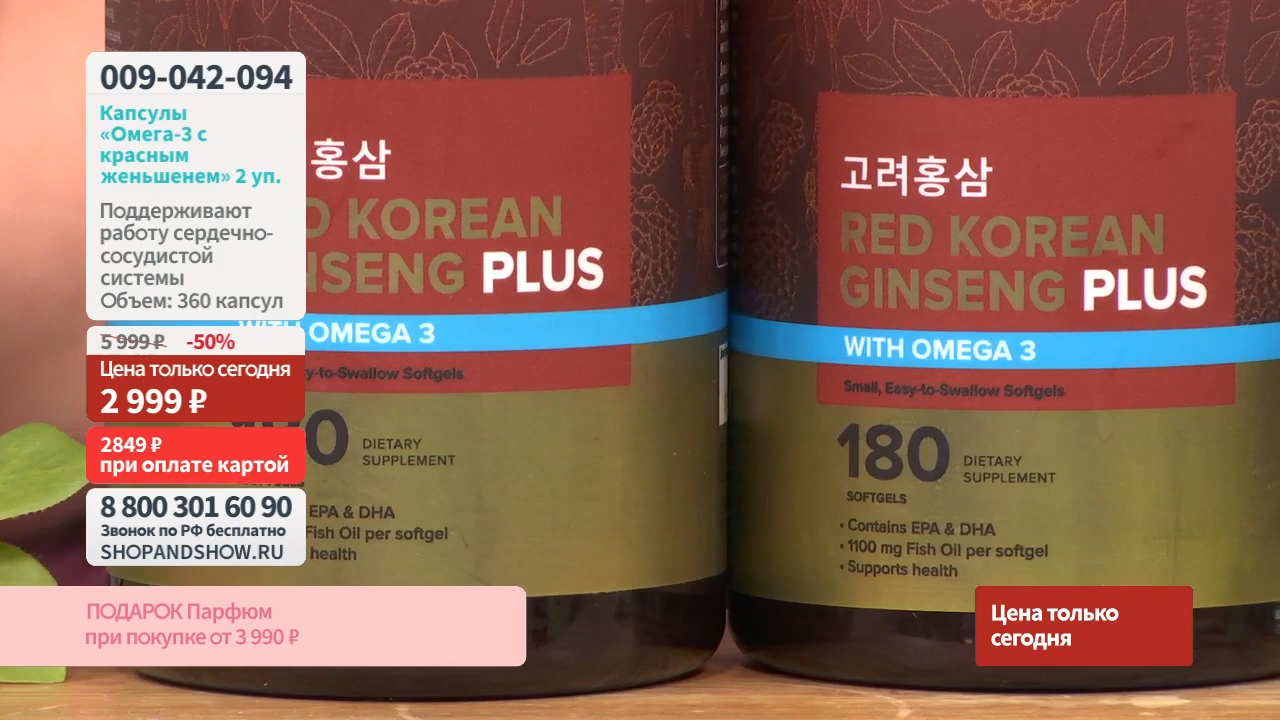 009-042-094
Капсулы
«Омега-3 с
красным
женьшенем» 2 уп.
Поддерживают
работу сердечно-
сосудистой
системы
Объем: 360 капсул
5 999 ₽ -50%
Цена только сегодня
2 999 ₽
2849 ₽
при оплате картой
8 800 301 60 90
Звонок по РФ бесплатно
SHOPANDSHOW.RU
ПОДАРОК Парфюм
при покупке от 3 990 ₽
홍삼
KOREAN
PLUS
WITH OMEGA 3
Softgels
DIETARY
SUPPLEMENT
EPA & DHA
Fish Oil per softgel
health
고려홍삼
RED KOREAN
GINSENG PLUS
WITH OMEGA 3
Small, Easy-to-Swallow Softgels
180
SOFTGELS
DIETARY
SUPPLEMENT
• Contains EPA & DHA
• 1100 mg Fish Oil per softgel
• Supports health
Цена только
сегодня